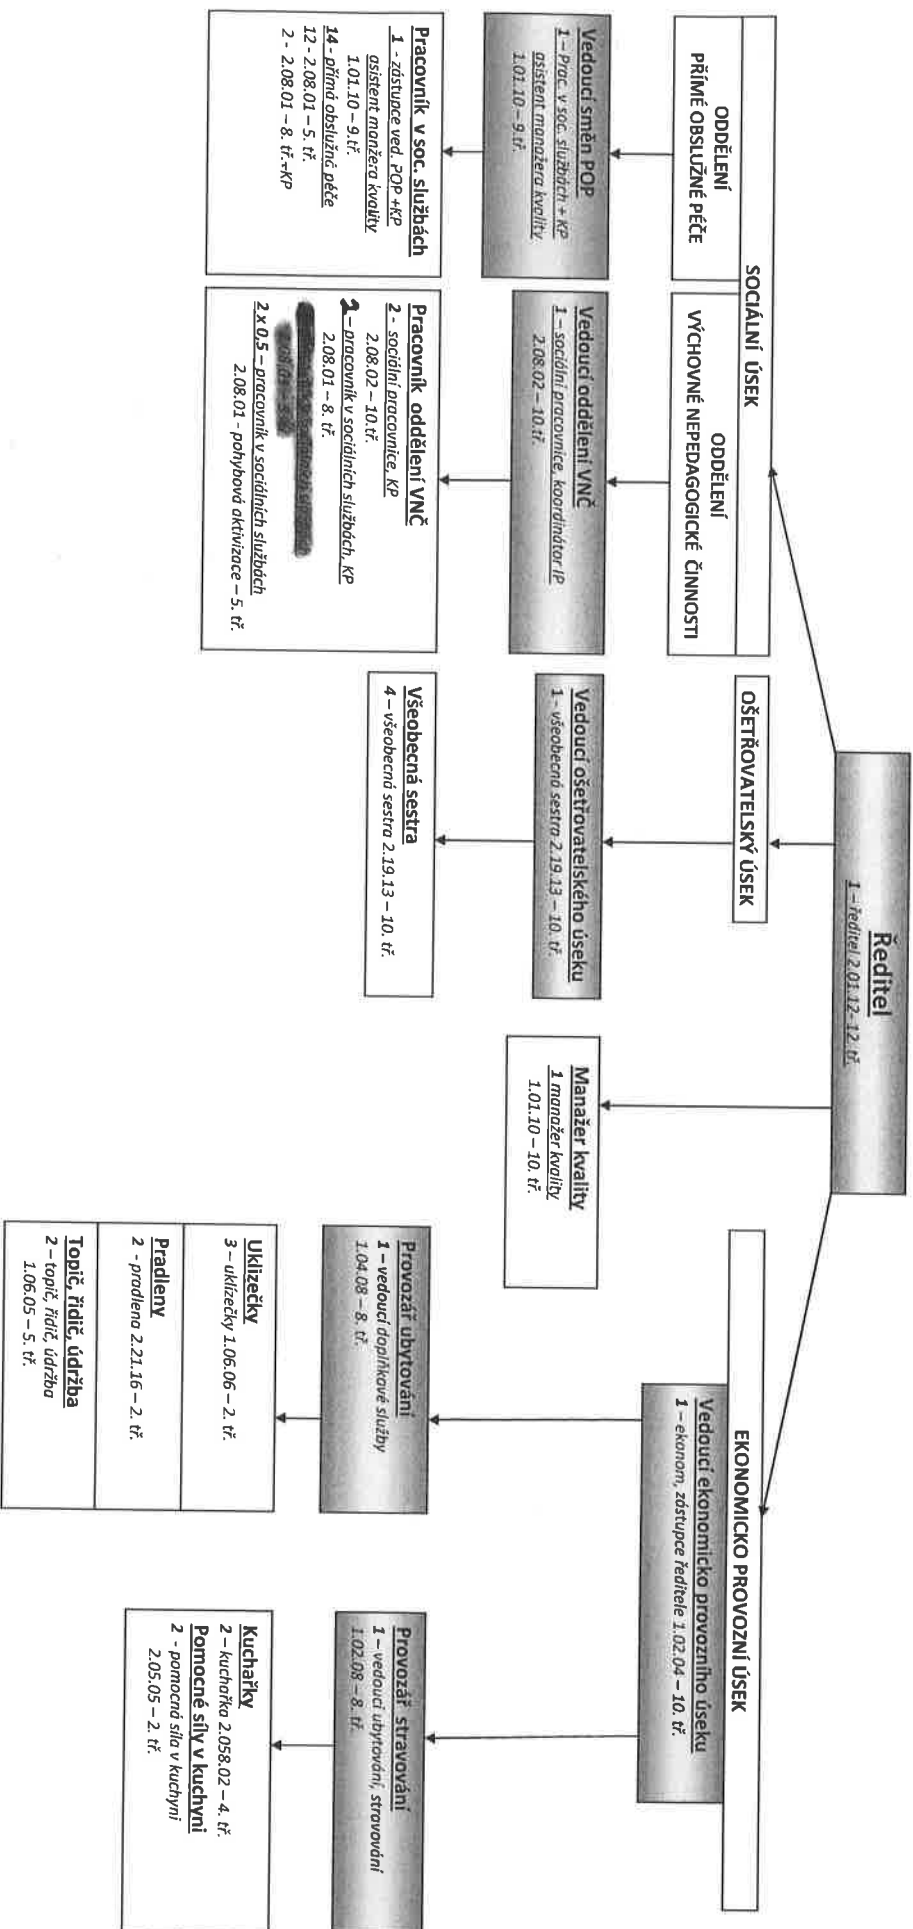 Ředitel
1 – ředitel 2.01.12- 12. tř.
SOCIÁLNÍ ÚSEK
ODDĚLENÍ
PŘÍMÉ OBSLUŽNÉ PÉČE
ODDĚLENÍ
VÝCHOVNÉ NEPEDAGOGICKÉ ČINNOSTI
OŠETŘOVATELSKÝ ÚSEK
EKONOMICKO PROVOZNÍ ÚSEK
Vedoucí směn POP
1 – Prac. v soc. službách + KP
asistent manažera kvality
1.01.10 – 9. tř.
Vedoucí oddělení VNČ
1 – sociální pracovnice, koordinátor IP
2.08.02 – 10. tř.
Vedoucí ošetřovatelského úseku
1 - všeobecná sestra 2.19.13 – 10. tř.
Manažer kvality
1 manažer kvality
1.01.10 – 10. tř.
Vedoucí ekonomicko provozního úseku
1 – ekonom, zástupce ředitele 1.02.04 – 10. tř.
Pracovník v soc. službách
1 - zástupce ved. POP +KP
asistent manžera kvality
1.01.10 – 9.tř.
14 - přímá obslužná péče
12 - 2.08.01 – 5. tř.
2 - 2.08.01 – 8. tř.+KP
Pracovník oddělení VNČ
2 - sociální pracovnice, KP
2.08.02 – 10.tř.
2 – pracovník v sociálních službách, KP
2.08.01 – 8. tř.
2 x 0,5 – pracovník v sociálních službách
2.08.01 - pohybová aktivizace – 5. tř.
Všeobecná sestra
4 – všeobecná sestra 2.19.13 – 10. tř.
Provozář ubytování
1 – vedoucí doplňkové služby
1.04.08 – 8. tř.
Provozář stravování
1 – vedoucí ubytování, stravování
1.02.08 – 8. tř.
Uklízečky
3 – uklízečky 1.06.06 – 2. tř.
Pradleny
2 - pradlena 2.21.16 – 2. tř.
Topič, řidič, údržba
2 – topič, řidič, údržba
1.06.05 – 5. tř.
Kuchařky
2 – kuchařka 2.058.02 – 4. tř.
Pomocné síly v kuchyni
2 - pomocná síla v kuchyni
2.05.05 – 2. tř.